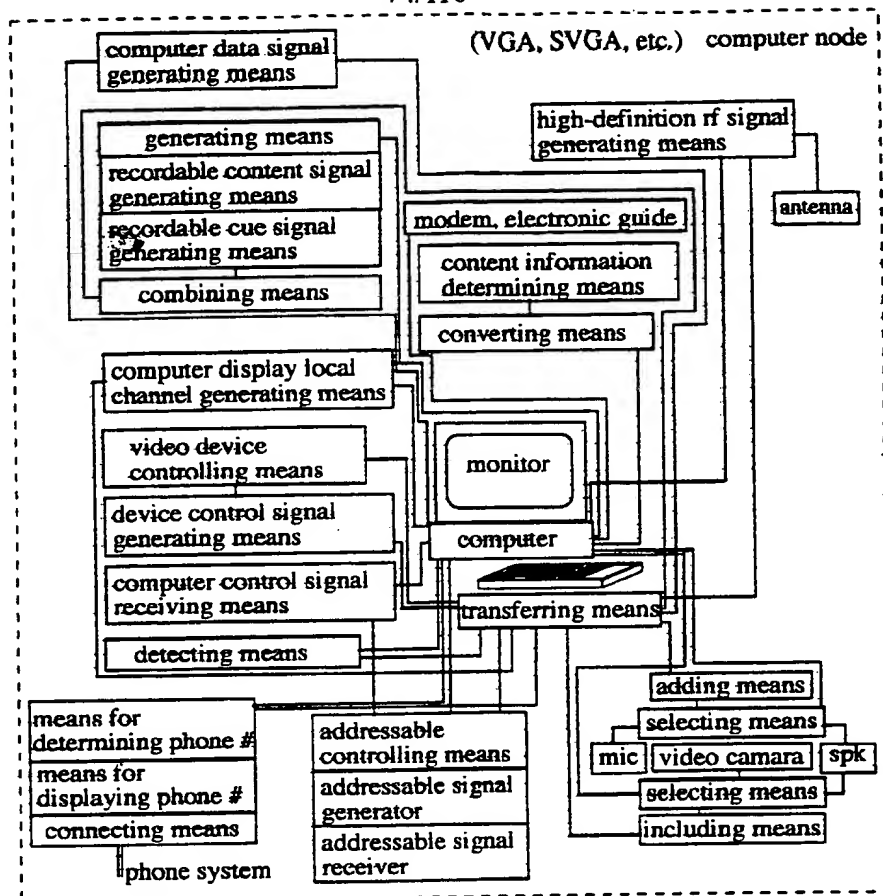 (VGA, SVGA, etc.) computer node
computer data signal
generating means
high-definition rf signal
generating means
antenna
generating means
recordable content signal
generating means
recordable cue signal
generating means
combining means
modem, electronic guide
content information
determining means
converting means
computer display local
channel generating means
video device
controlling means
monitor
device control signal
generating means
computer
computer control signal
receiving means
transferring means
detecting means
adding means
selecting means
mic
video camara
spk
selecting means
including means
means for
determining phone #
means for
displaying phone #
connecting means
phone system
addressable
controlling means
addressable signal
generator
addressable signal
receiver